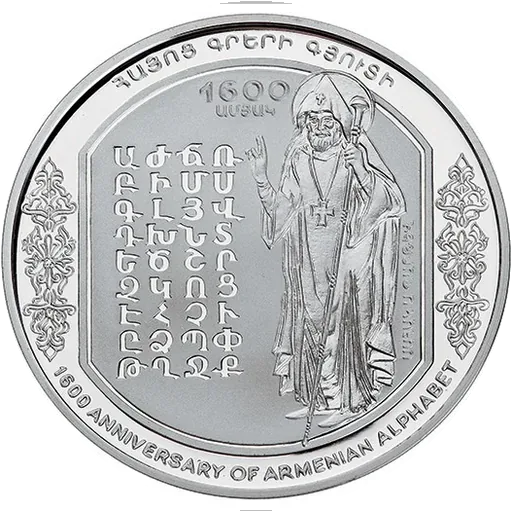 ՀԱՅՈՑ ԳՐԵՐԻ ԳՅՈՒՏԻ
1600
ԱՄՅԱԿ
Ա Ժ Ճ Ռ
Բ Ի Մ Ս
Գ Լ Յ Վ
Դ Խ Ն Տ
Ե Ծ Շ Ր
Զ Կ Ո Ց
Է Հ Չ Ւ
Ը Ձ Պ Փ
Թ Ղ Ջ Ք
1600 ANNIVERSARY OF ARMENIAN ALPHABET